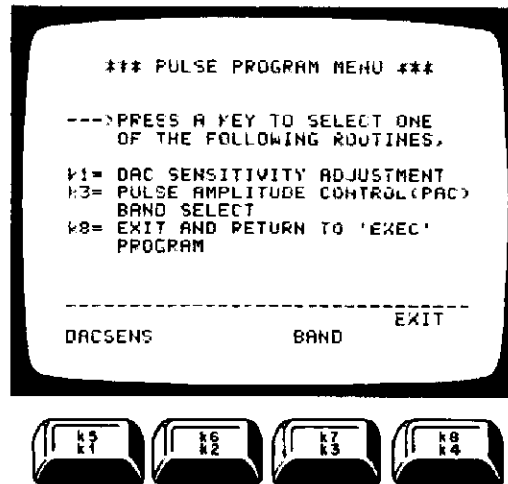 *** PULSE PROGRAM MENU ***
--->PRESS A KEY TO SELECT ONE
OF THE FOLLOWING ROUTINES,
k1= DAC SENSITIVITY ADJUSTMENT
k3= PULSE AMPLITUDE CONTROL(PAC)
BAND SELECT
k8= EXIT AND RETURN TO 'EXEC'
PROGRAM
--------------------------------
EXIT
DACSENS BAND
k5 k6 k7 k8
k1 k2 k3 k4